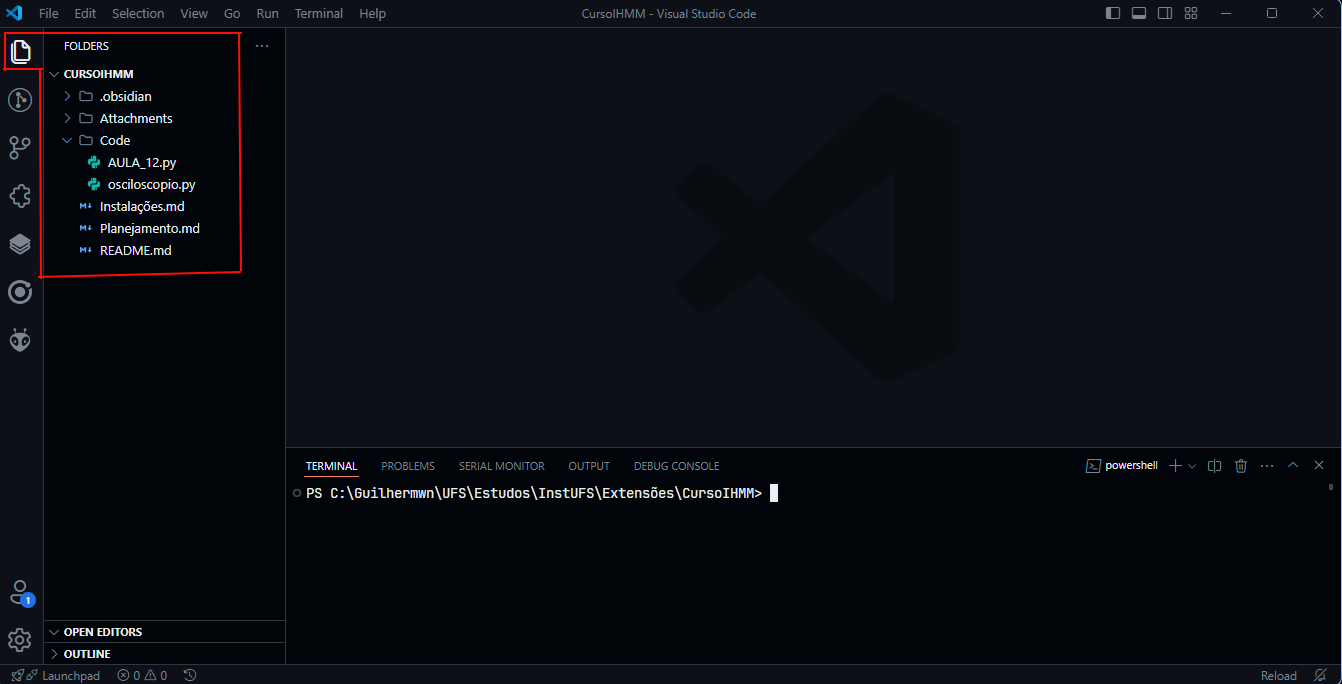 File Edit Selection View Go Run Terminal Help CursoIHMM - Visual Studio Code
FOLDERS ...
CURSOIHMM
.obsidian
Attachments
Code
AULA_12.py
osciloscopio.py
M↓ Instalações.md
M↓ Planejamento.md
M↓ README.md
TERMINAL PROBLEMS SERIAL MONITOR OUTPUT DEBUG CONSOLE powershell
PS C:\Guilhermwn\UFS\Estudos\InstUFS\Extensões\CursoIHMM>
1
OPEN EDITORS
OUTLINE
Launchpad 0 0 Reload